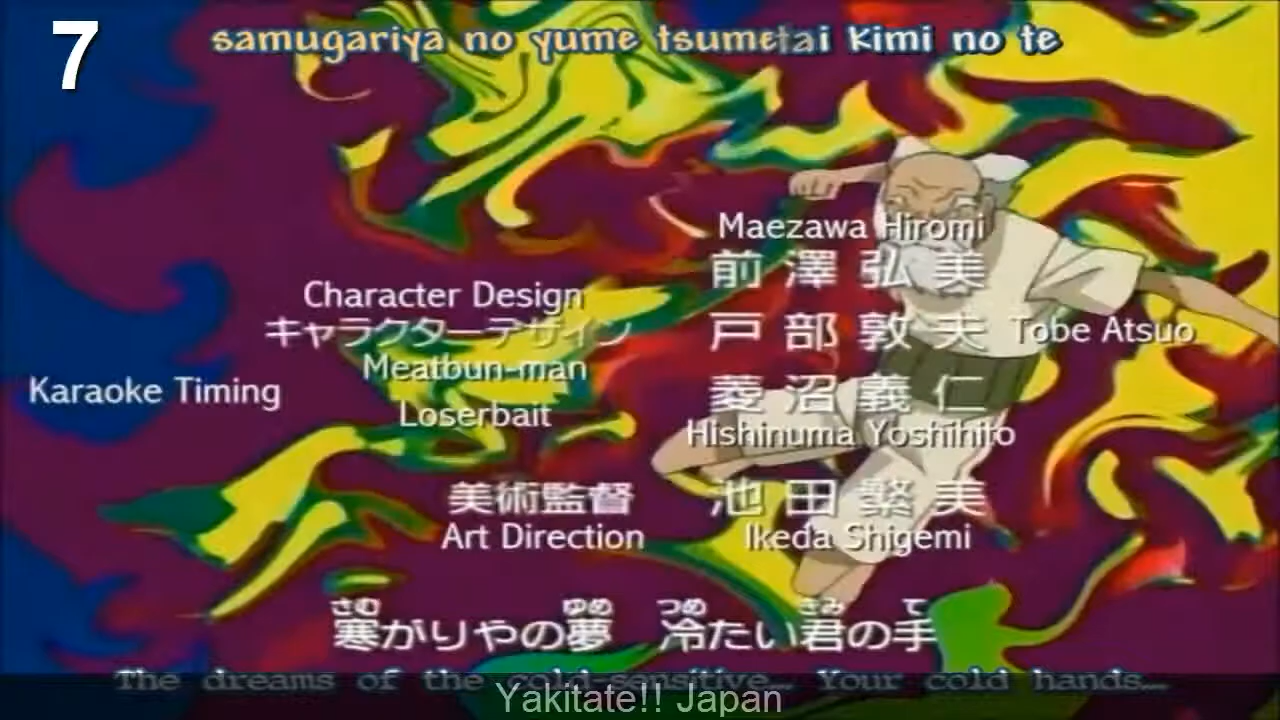 7
samugariya no yume tsumetai kimi no te
Maezawa Hiromi
前澤弘美
Character Design
キャラクターデザイン
戸部敦夫 Tobe Atsuo
Meatbun-man
Karaoke Timing
菱沼義仁
Loserbait
Hishinuma Yoshihito
美術監督 池田繁美
Art Direction Ikeda Shigemi
さむ ゆめ つめ きみ て
寒がりやの夢 冷たい君の手
The dreams of the cold-sensitive... Your cold hands...
Yakitate!! Japan